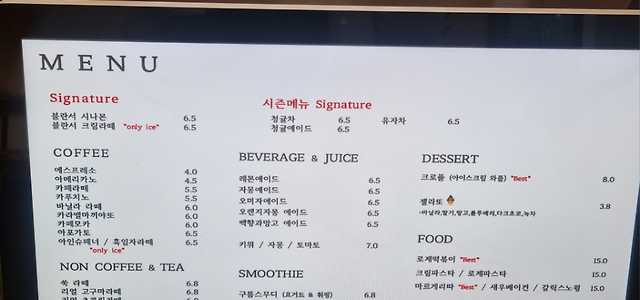 MENU
Signature
블란서 시나몬 6.5
블란서 크림라떼 "only ice" 6.5
시즌메뉴 Signature
청귤차 6.5 유자차 6.5
청귤에이드 6.5
COFFEE
에스프레소 4.0
아메리카노 4.5
카페라떼 5.5
카푸치노 5.5
바닐라 라떼 6.0
카라멜마끼아또 6.0
카페모카 6.0
아포가토 6.5
아인슈페너 / 흑임자라떼 6.5
"only ice"
NON COFFEE & TEA
쑥 라떼 6.8
리얼 고구마라떼 6.8
BEVERAGE & JUICE
레몬에이드 6.5
자몽에이드 6.5
오미자에이드 6.5
오렌지자몽 에이드 6.5
백향과망고 에이드 6.5
키위 / 자몽 / 토마토 7.0
SMOOTHIE
구름스무디 (요거트 & 휘핑) 6.8
DESSERT
크로플 (아이스크림 와플) "Best" 8.0
젤라또 3.8
-바닐라,딸기,망고,블루베리,다크초코,녹차
FOOD
로제떡볶이 "Best" 15.0
크림파스타 / 로제파스타 15.0
마르게리따 "Best" / 새우베이컨 / 갈릭스노윙 15.0